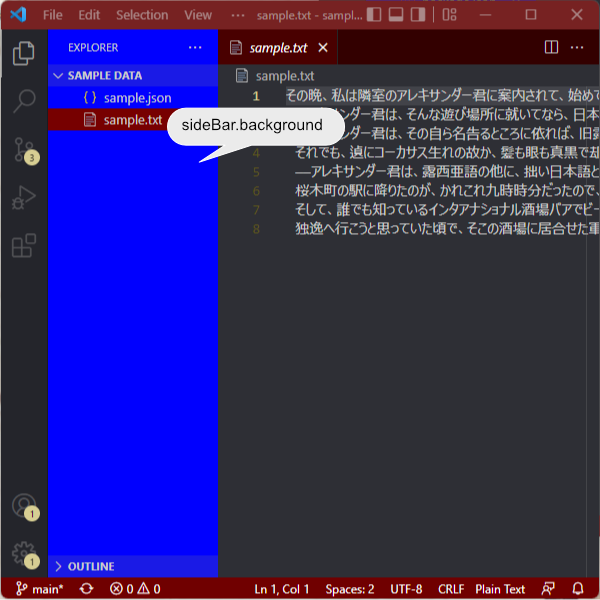 File Edit Selection View ··· sample.txt - sampl...
EXPLORER ···
SAMPLE DATA
{ } sample.json
sample.txt
sideBar.background
OUTLINE
sample.txt ×
sample.txt
1 その晩、私は隣室のアレキサンダー君に案内されて、始めて
ンダー君は、そんな遊び場所に就いてなら、日本
ンダー君は、その自ら名告るところに依れば、旧露
4 それでも、遠にコーカサス生れの故か、髪も眼も真黒で却
5 ―アレキサンダー君は、露西亜語の他に、拙い日本語と
6 桜木町の駅に降りたのが、かれこれ九時時分だったので、
7 そして、誰でも知っているインタアナショナル酒場バアでビー
8 独逸へ行こうと思っていた頃で、そこの酒場に居合せた軍
3
1
1
main* 0 0 Ln 1, Col 1 Spaces: 2 UTF-8 CRLF Plain Text